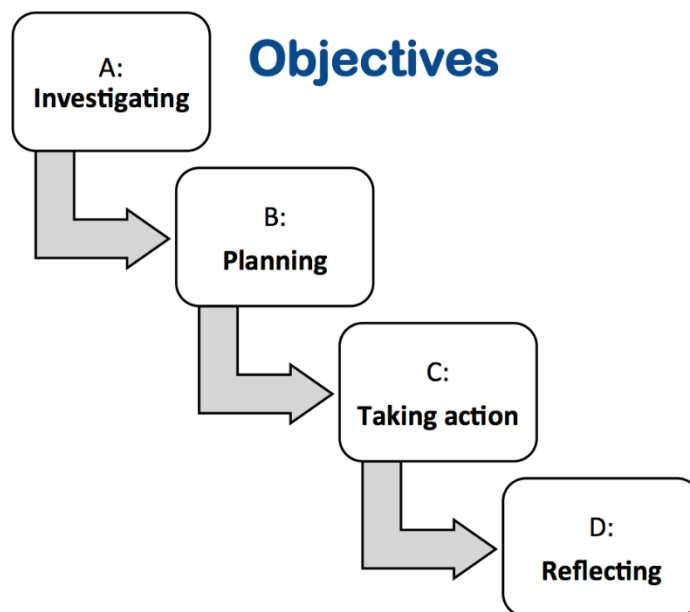 Objectives
A:
Investigating
B:
Planning
C:
Taking action
D:
Reflecting